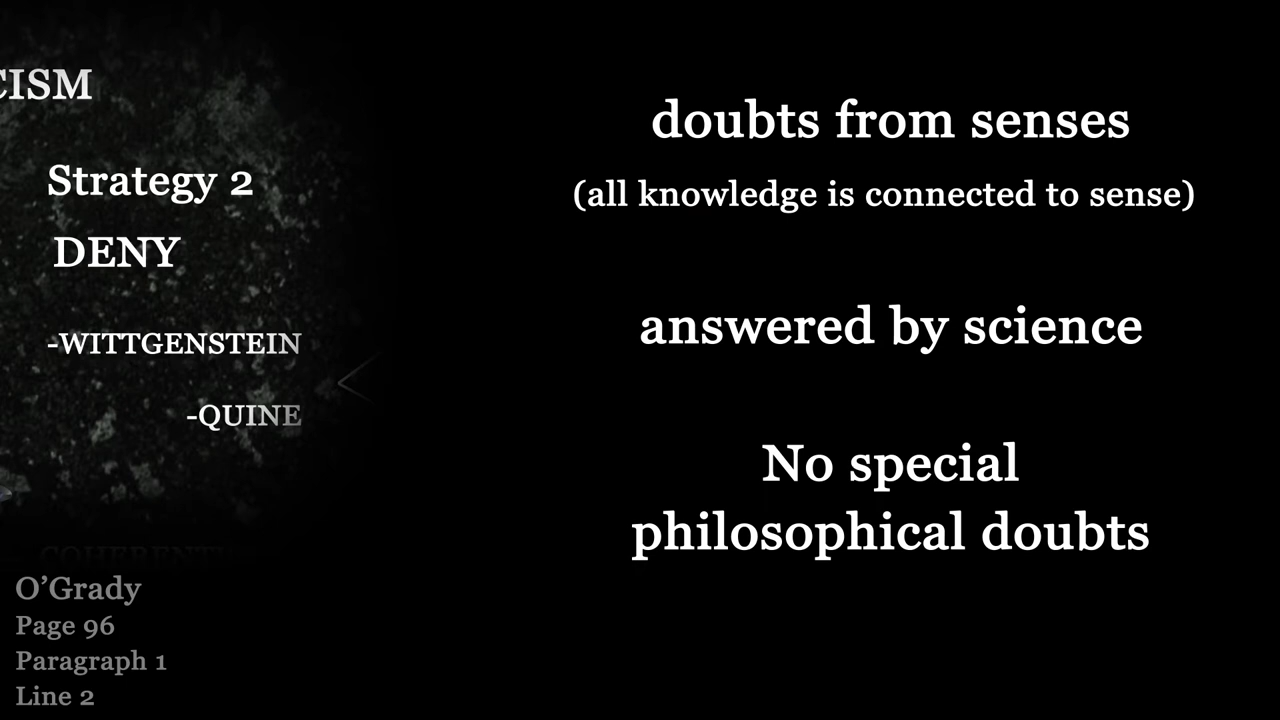 CISM
Strategy 2
DENY
-WITTGENSTEIN
-QUINE
O'Grady
Page 96
Paragraph 1
Line 2
doubts from senses
(all knowledge is connected to sense)
answered by science
No special
philosophical doubts